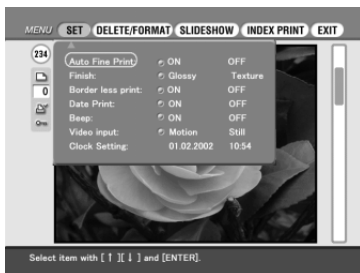 MENU SET DELETE/FORMAT SLIDESHOW INDEX PRINT EXIT
234
0
Auto Fine Print: ON OFF
Finish: Glossy Texture
Border less print: ON OFF
Date Print: ON OFF
Beep: ON OFF
Video input: Motion Still
Clock Setting: 01.02.2002 10:54
Select item with [ ↑ ][ ↓ ] and [ENTER].